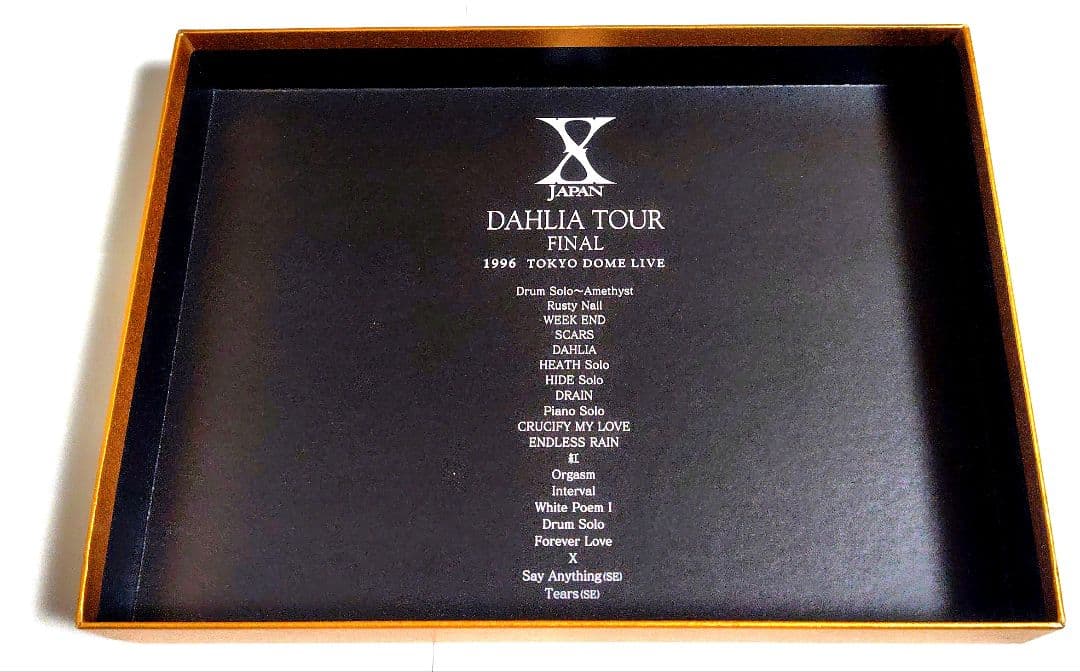 X
JAPAN
DAHLIA TOUR
FINAL
1996 TOKYO DOME LIVE
Drum Solo～Amethyst
Rusty Nail
WEEK END
SCARS
DAHLIA
HEATH Solo
HIDE Solo
DRAIN
Piano Solo
CRUCIFY MY LOVE
ENDLESS RAIN
紅
Orgasm
Interval
White Poem I
Drum Solo
Forever Love
X
Say Anything(SE)
Tears(SE)